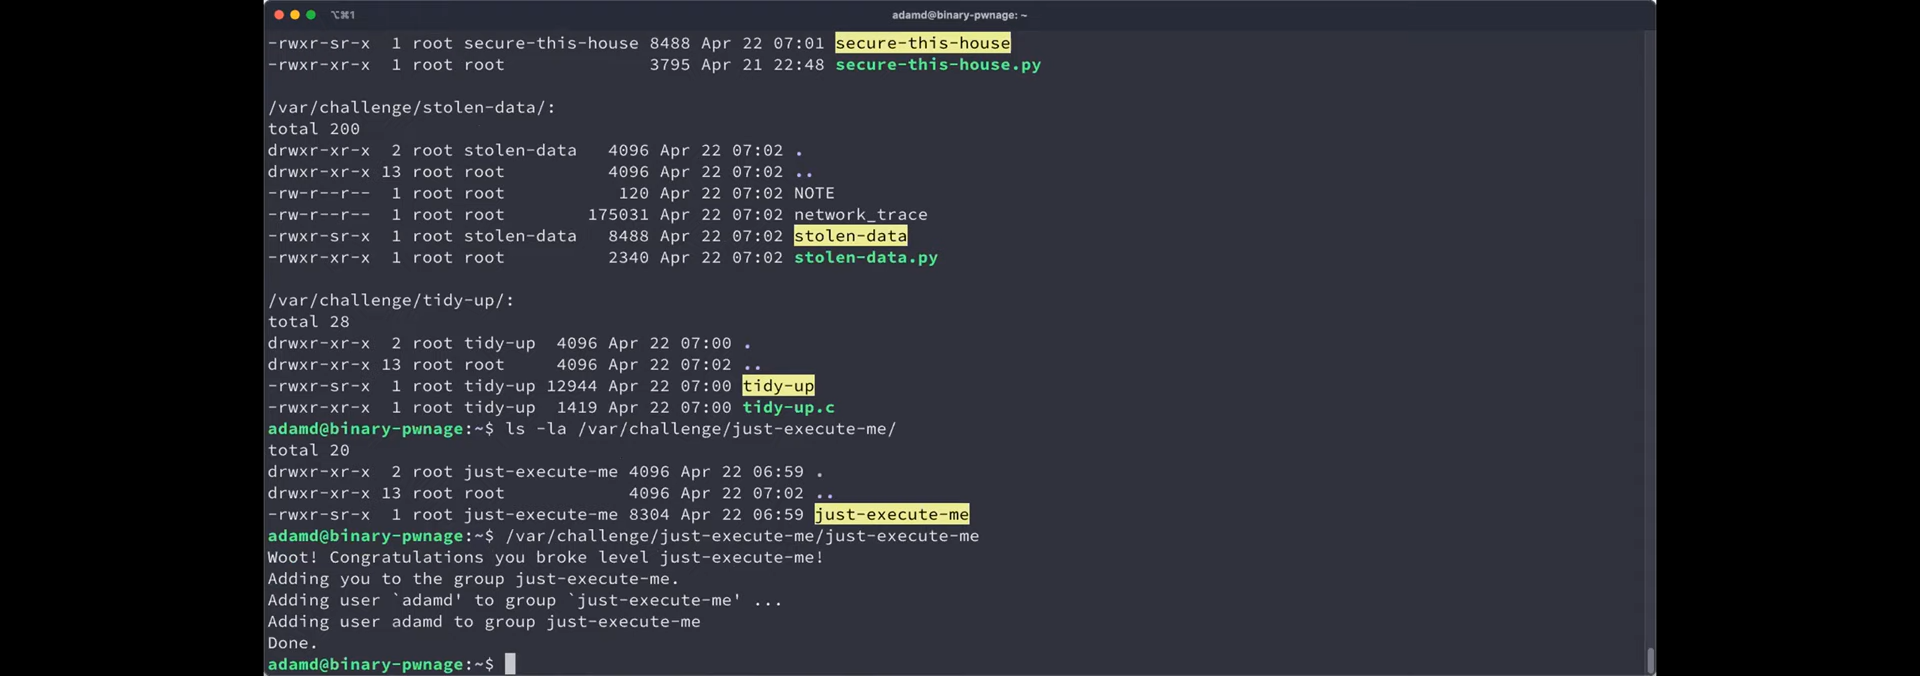 ⌥⌘1
adamd@binary-pwnage: ~
-rwxr-sr-x  1 root secure-this-house 8488 Apr 22 07:01 secure-this-house
-rwxr-xr-x  1 root root              3795 Apr 21 22:48 secure-this-house.py
/var/challenge/stolen-data/:
total 200
drwxr-xr-x  2 root stolen-data   4096 Apr 22 07:02 .
drwxr-xr-x 13 root root          4096 Apr 22 07:02 ..
-rw-r--r--  1 root root           120 Apr 22 07:02 NOTE
-rw-r--r--  1 root root        175031 Apr 22 07:02 network_trace
-rwxr-sr-x  1 root stolen-data   8488 Apr 22 07:02 stolen-data
-rwxr-xr-x  1 root root          2340 Apr 22 07:02 stolen-data.py
/var/challenge/tidy-up/:
total 28
drwxr-xr-x  2 root tidy-up  4096 Apr 22 07:00 .
drwxr-xr-x 13 root root     4096 Apr 22 07:02 ..
-rwxr-sr-x  1 root tidy-up 12944 Apr 22 07:00 tidy-up
-rwxr-xr-x  1 root tidy-up  1419 Apr 22 07:00 tidy-up.c
adamd@binary-pwnage:~$ ls -la /var/challenge/just-execute-me/
total 20
drwxr-xr-x  2 root just-execute-me 4096 Apr 22 06:59 .
drwxr-xr-x 13 root root            4096 Apr 22 07:02 ..
-rwxr-sr-x  1 root just-execute-me 8304 Apr 22 06:59 just-execute-me
adamd@binary-pwnage:~$ /var/challenge/just-execute-me/just-execute-me
Woot! Congratulations you broke level just-execute-me!
Adding you to the group just-execute-me.
Adding user `adamd' to group `just-execute-me' ...
Adding user adamd to group just-execute-me
Done.
adamd@binary-pwnage:~$